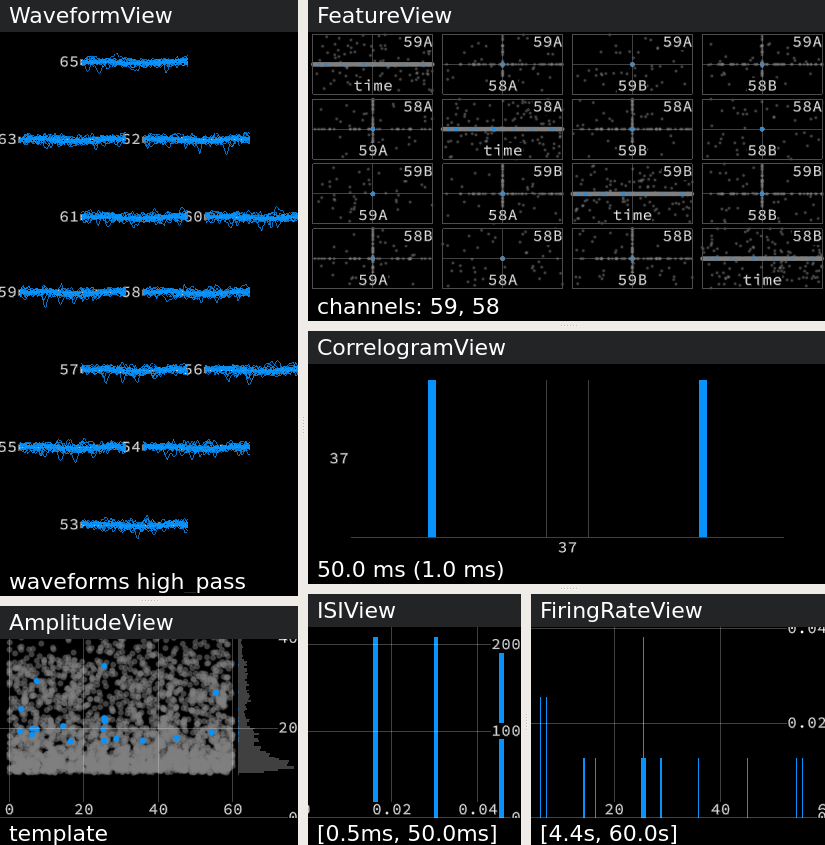 WaveformView
65
63 62
61 60
59 58
57 56
55 54
53
waveforms high_pass
FeatureView
59A 59A 59A 59A
time 58A 59B 58B
58A 58A 58A 58A
59A time 59B 58B
59B 59B 59B 59B
59A 58A time 58B
58B 58B 58B 58B
59A 58A 59B time
channels: 59, 58
CorrelogramView
37
37
50.0 ms (1.0 ms)
AmplitudeView
40
20
0
0 20 40 60
template
ISIView
200
100
0
0 0.02 0.04
[0.5ms, 50.0ms]
FiringRateView
0.04
0.02
20 40 6
[4.4s, 60.0s]